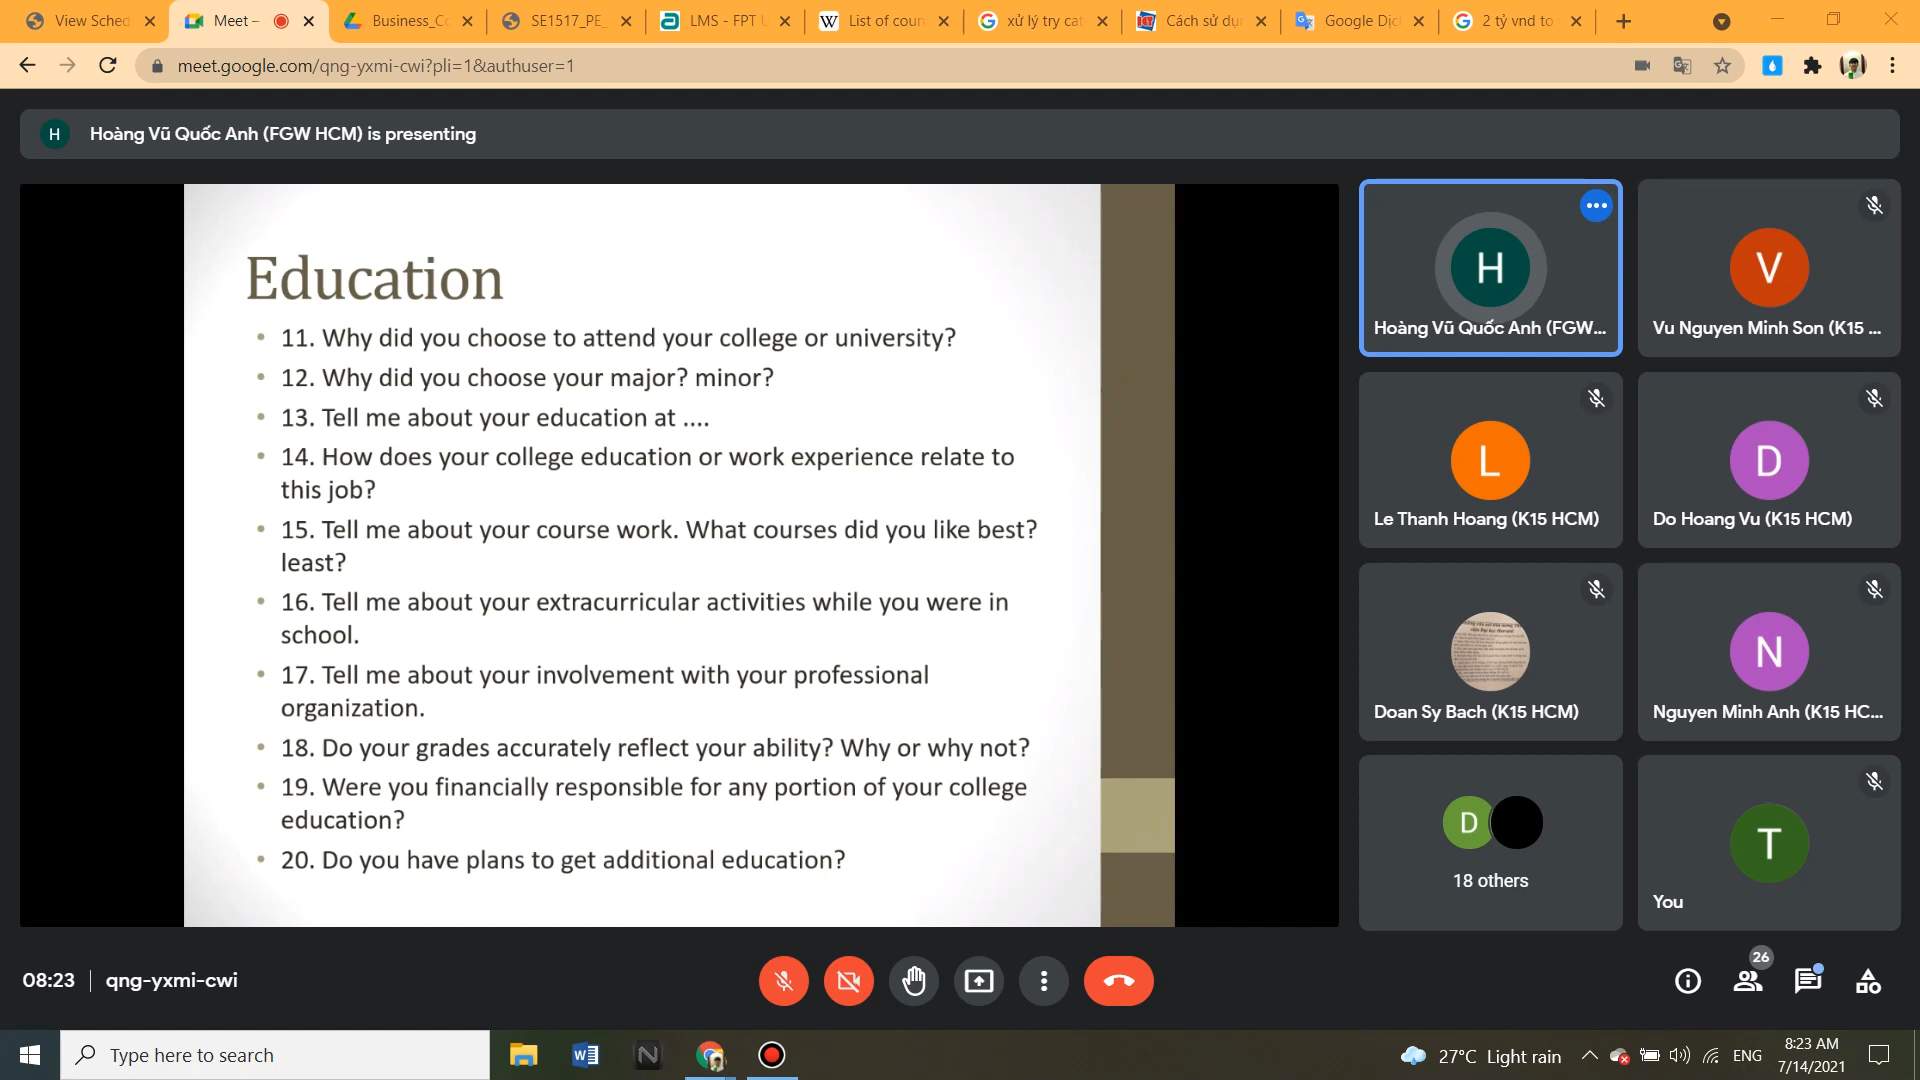 View Sched
Meet –
Business_Co
SE1517_PE_
LMS - FPT U
List of coun
xử lý try cat
Cách sử dụn
Google Dịc
2 tỷ vnd to
meet.google.com/qng-yxmi-cwi?pli=1&authuser=1
H
Hoàng Vũ Quốc Anh (FGW HCM) is presenting
Education
• 11. Why did you choose to attend your college or university?
• 12. Why did you choose your major? minor?
• 13. Tell me about your education at ....
• 14. How does your college education or work experience relate to
this job?
• 15. Tell me about your course work. What courses did you like best?
least?
• 16. Tell me about your extracurricular activities while you were in
school.
• 17. Tell me about your involvement with your professional
organization.
• 18. Do your grades accurately reflect your ability? Why or why not?
• 19. Were you financially responsible for any portion of your college
education?
• 20. Do you have plans to get additional education?
H
Hoàng Vũ Quốc Anh (FGW...
V
Vu Nguyen Minh Son (K15 ...
L
Le Thanh Hoang (K15 HCM)
D
Do Hoang Vu (K15 HCM)
Doan Sy Bach (K15 HCM)
N
Nguyen Minh Anh (K15 HC...
D
18 others
T
You
08:23 | qng-yxmi-cwi
26
Type here to search
27°C Light rain
ENG
8:23 AM
7/14/2021